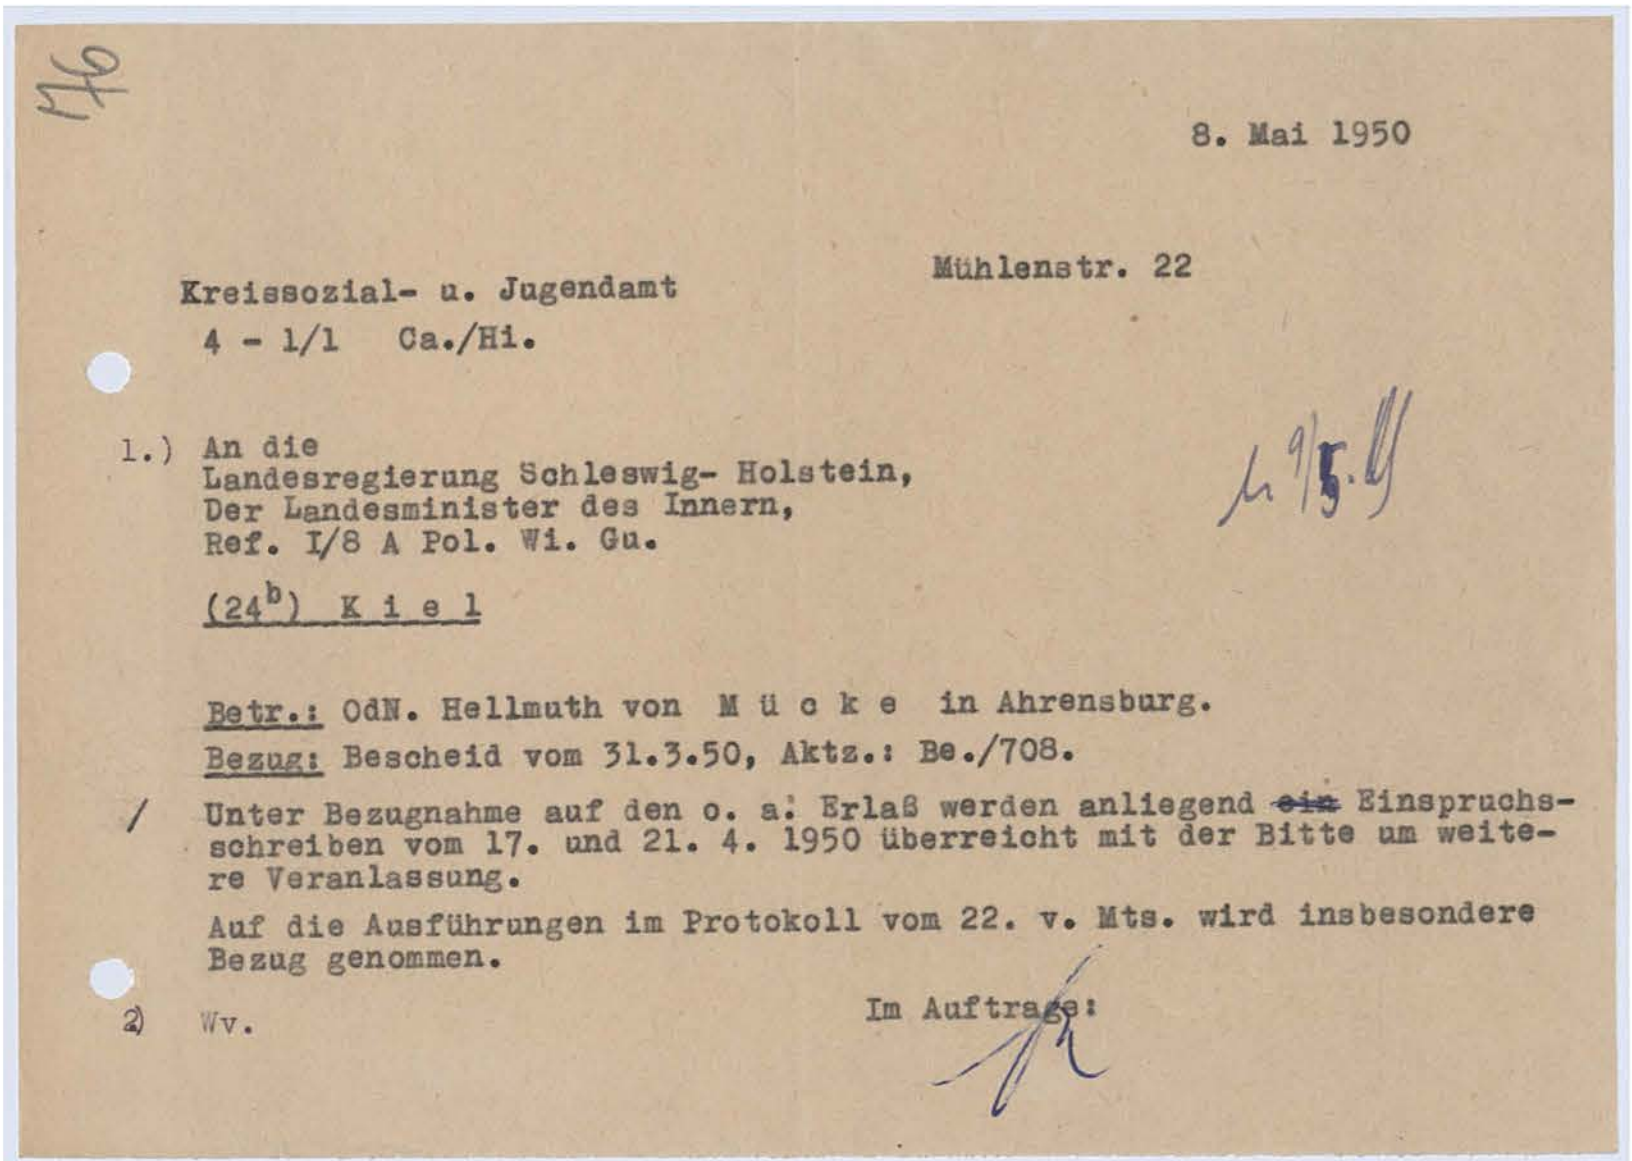 176
8. Mai 1950
Mühlenstr. 22
Kreissozial- u. Jugendamt
4 - 1/1 Ca./Hi.
1.) An die
Landesregierung Schleswig- Holstein,
Der Landesminister des Innern,
Ref. I/8 A Pol. Wi. Gu.
9/5.
(24b) K i e l
Betr.: OdN. Hellmuth von M ü c k e in Ahrensburg.
Bezug: Bescheid vom 31.3.50, Aktz.: Be./708.
/ Unter Bezugnahme auf den o. a. Erlaß werden anliegend ein Einspruchs-
schreiben vom 17. und 21. 4. 1950 überreicht mit der Bitte um weite-
re Veranlassung.
Auf die Ausführungen im Protokoll vom 22. v. Mts. wird insbesondere
Bezug genommen.
Im Auftrage:
2) Wv.